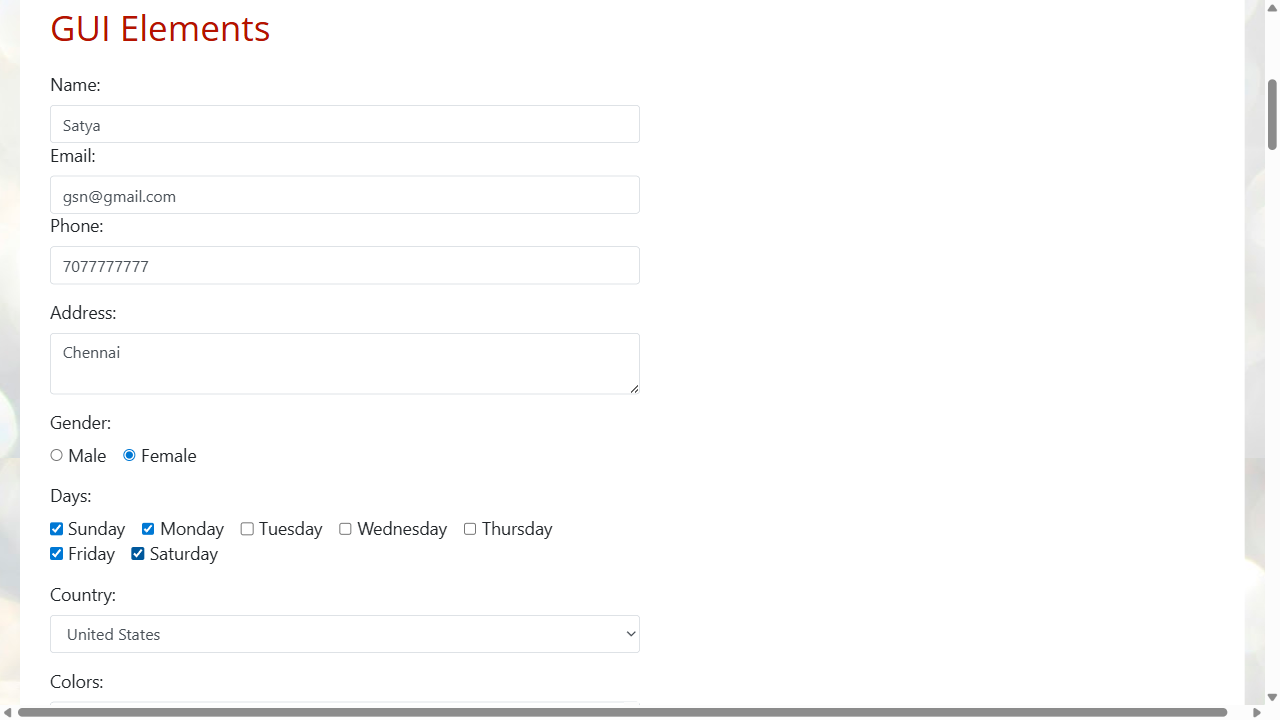 GUI Elements
Name:
Satya
Email:
gsn@gmail.com
Phone:
7077777777
Address:
Chennai
Gender:
Male Female
Days:
Sunday Monday Tuesday Wednesday Thursday
Friday Saturday
Country:
United States
Colors: